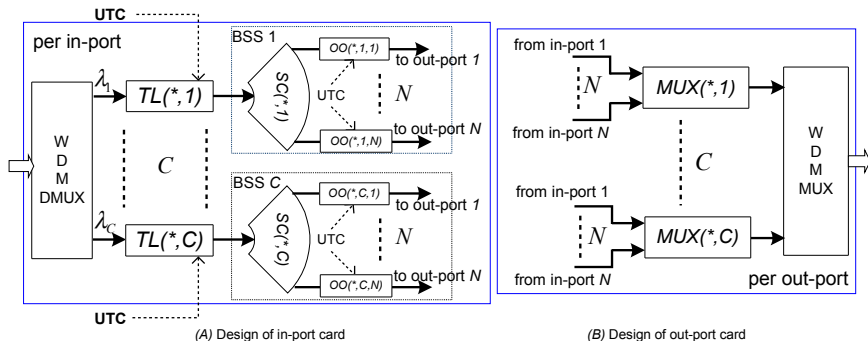 UTC
per in-port
W
D
M
DMUX
λ1
TL(*,1)
C
λC
TL(*,C)
UTC
BSS 1
SC(*,1)
OO(*,1,1)
to out-port 1
UTC
N
OO(*,1,N)
to out-port N
BSS C
SC(*,C)
OO(*,C,1)
to out-port 1
UTC
N
OO(*,C,N)
to out-port N
(A) Design of in-port card
from in-port 1
N
from in-port N
MUX(*,1)
C
from in-port 1
N
from in-port N
MUX(*,C)
W
D
M
MUX
per out-port
(B) Design of out-port card